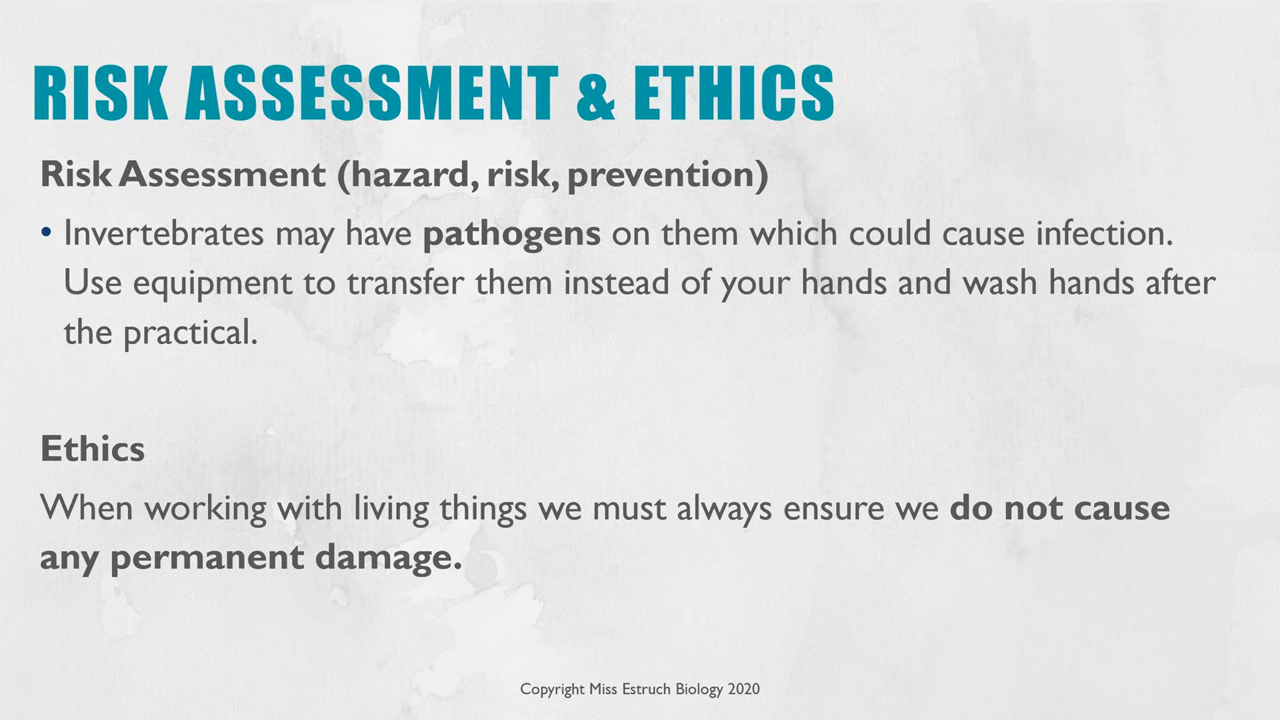 RISK ASSESSMENT & ETHICS
Risk Assessment (hazard, risk, prevention)
• Invertebrates may have pathogens on them which could cause infection.
Use equipment to transfer them instead of your hands and wash hands after
the practical.
Ethics
When working with living things we must always ensure we do not cause
any permanent damage.
Copyright Miss Estruch Biology 2020